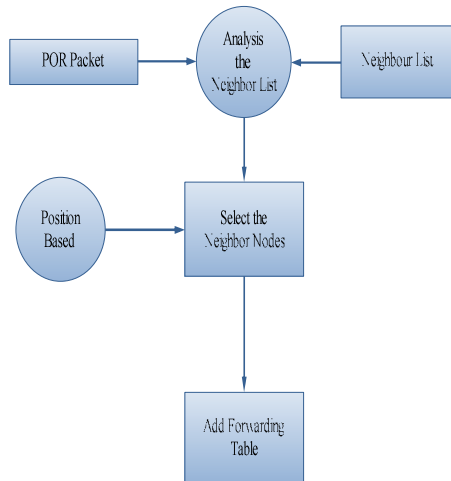 POR Packet
Analysis
the
Neighbor List
Neighbour List
Position
Based
Select the
Neighbor Nodes
Add Forwarding
Table